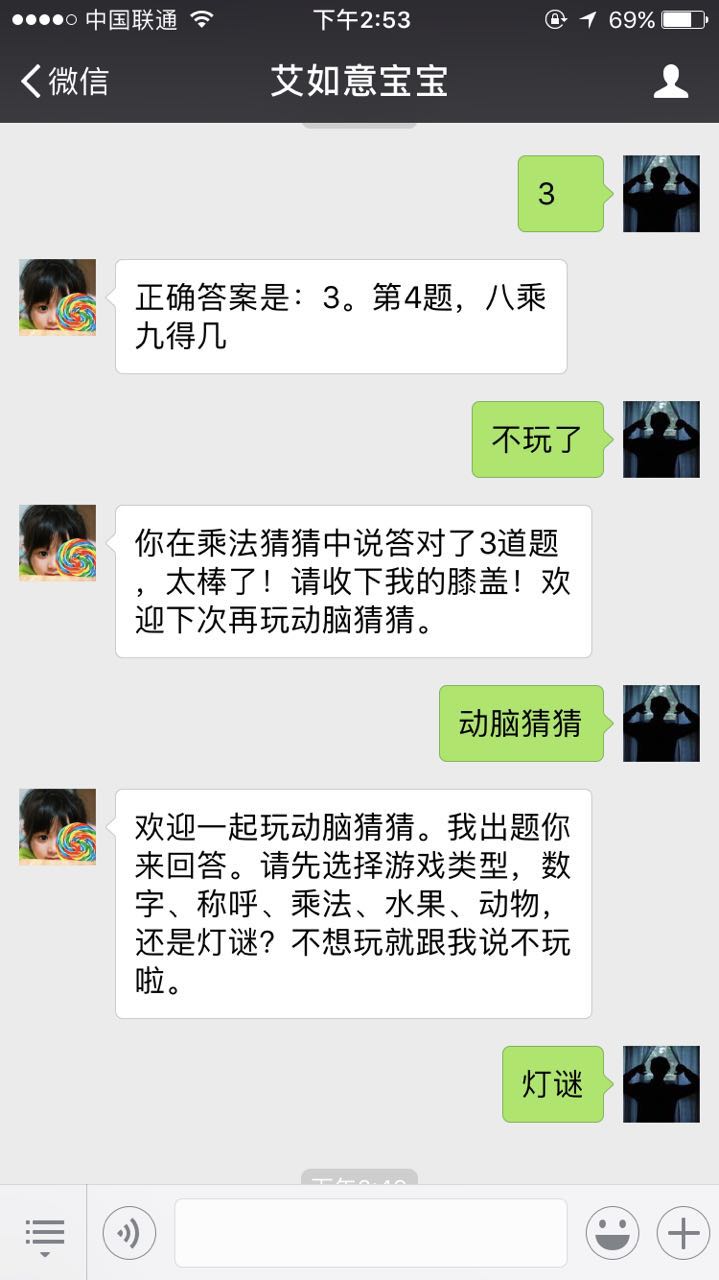 中国联通
下午2:53
69%
微信
艾如意宝宝
3
正确答案是：3。第4题，八乘
九得几
不玩了
你在乘法猜猜中说答对了3道题
，太棒了！请收下我的膝盖！欢
迎下次再玩动脑猜猜。
动脑猜猜
欢迎一起玩动脑猜猜。我出题你
来回答。请先选择游戏类型，数
字、称呼、乘法、水果、动物，
还是灯谜？不想玩就跟我说不玩
啦。
灯谜